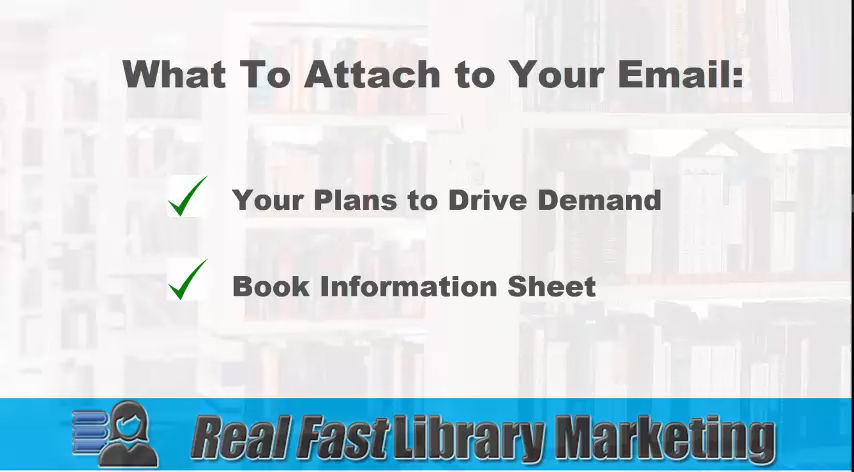 What To Attach to Your Email:
Your Plans to Drive Demand
Book Information Sheet
Real Fast Library Marketing